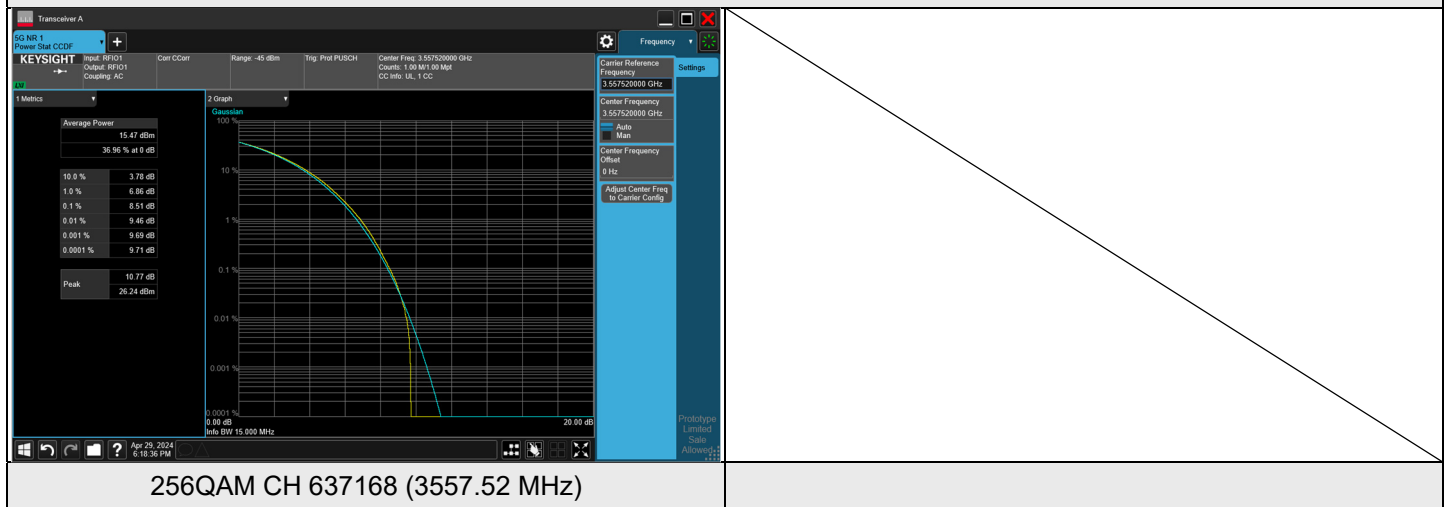 Transceiver A
5G NR 1
Power Stat CCDF
+
Frequency
KEYSIGHT
LXI
Input: RFIO1
Output: RFIO1
Coupling: AC
Corr CCorr
Range: -45 dBm
Trig: Prot PUSCH
Center Freq: 3.557520000 GHz
Counts: 1.00 M/1.00 Mpt
CC Info: UL, 1 CC
1 Metrics
Average Power
15.47 dBm
36.96 % at 0 dB
10.0 % 3.78 dB
1.0 % 6.86 dB
0.1 % 8.51 dB
0.01 % 9.46 dB
0.001 % 9.69 dB
0.0001 % 9.71 dB
Peak
10.77 dB
26.24 dBm
2 Graph
Gaussian
100 %
10 %
1 %
0.1 %
0.01 %
0.001 %
0.0001 %
0.00 dB
20.00 dB
Info BW 15.000 MHz
Carrier Reference
Frequency
3.557520000 GHz
Center Frequency
3.557520000 GHz
Auto
Man
Center Frequency
Offset
0 Hz
Adjust Center Freq
to Carrier Config
Settings
Prototype
Limited
Sale
Allowed
?
Apr 29, 2024
6:18:36 PM
256QAM CH 637168 (3557.52 MHz)